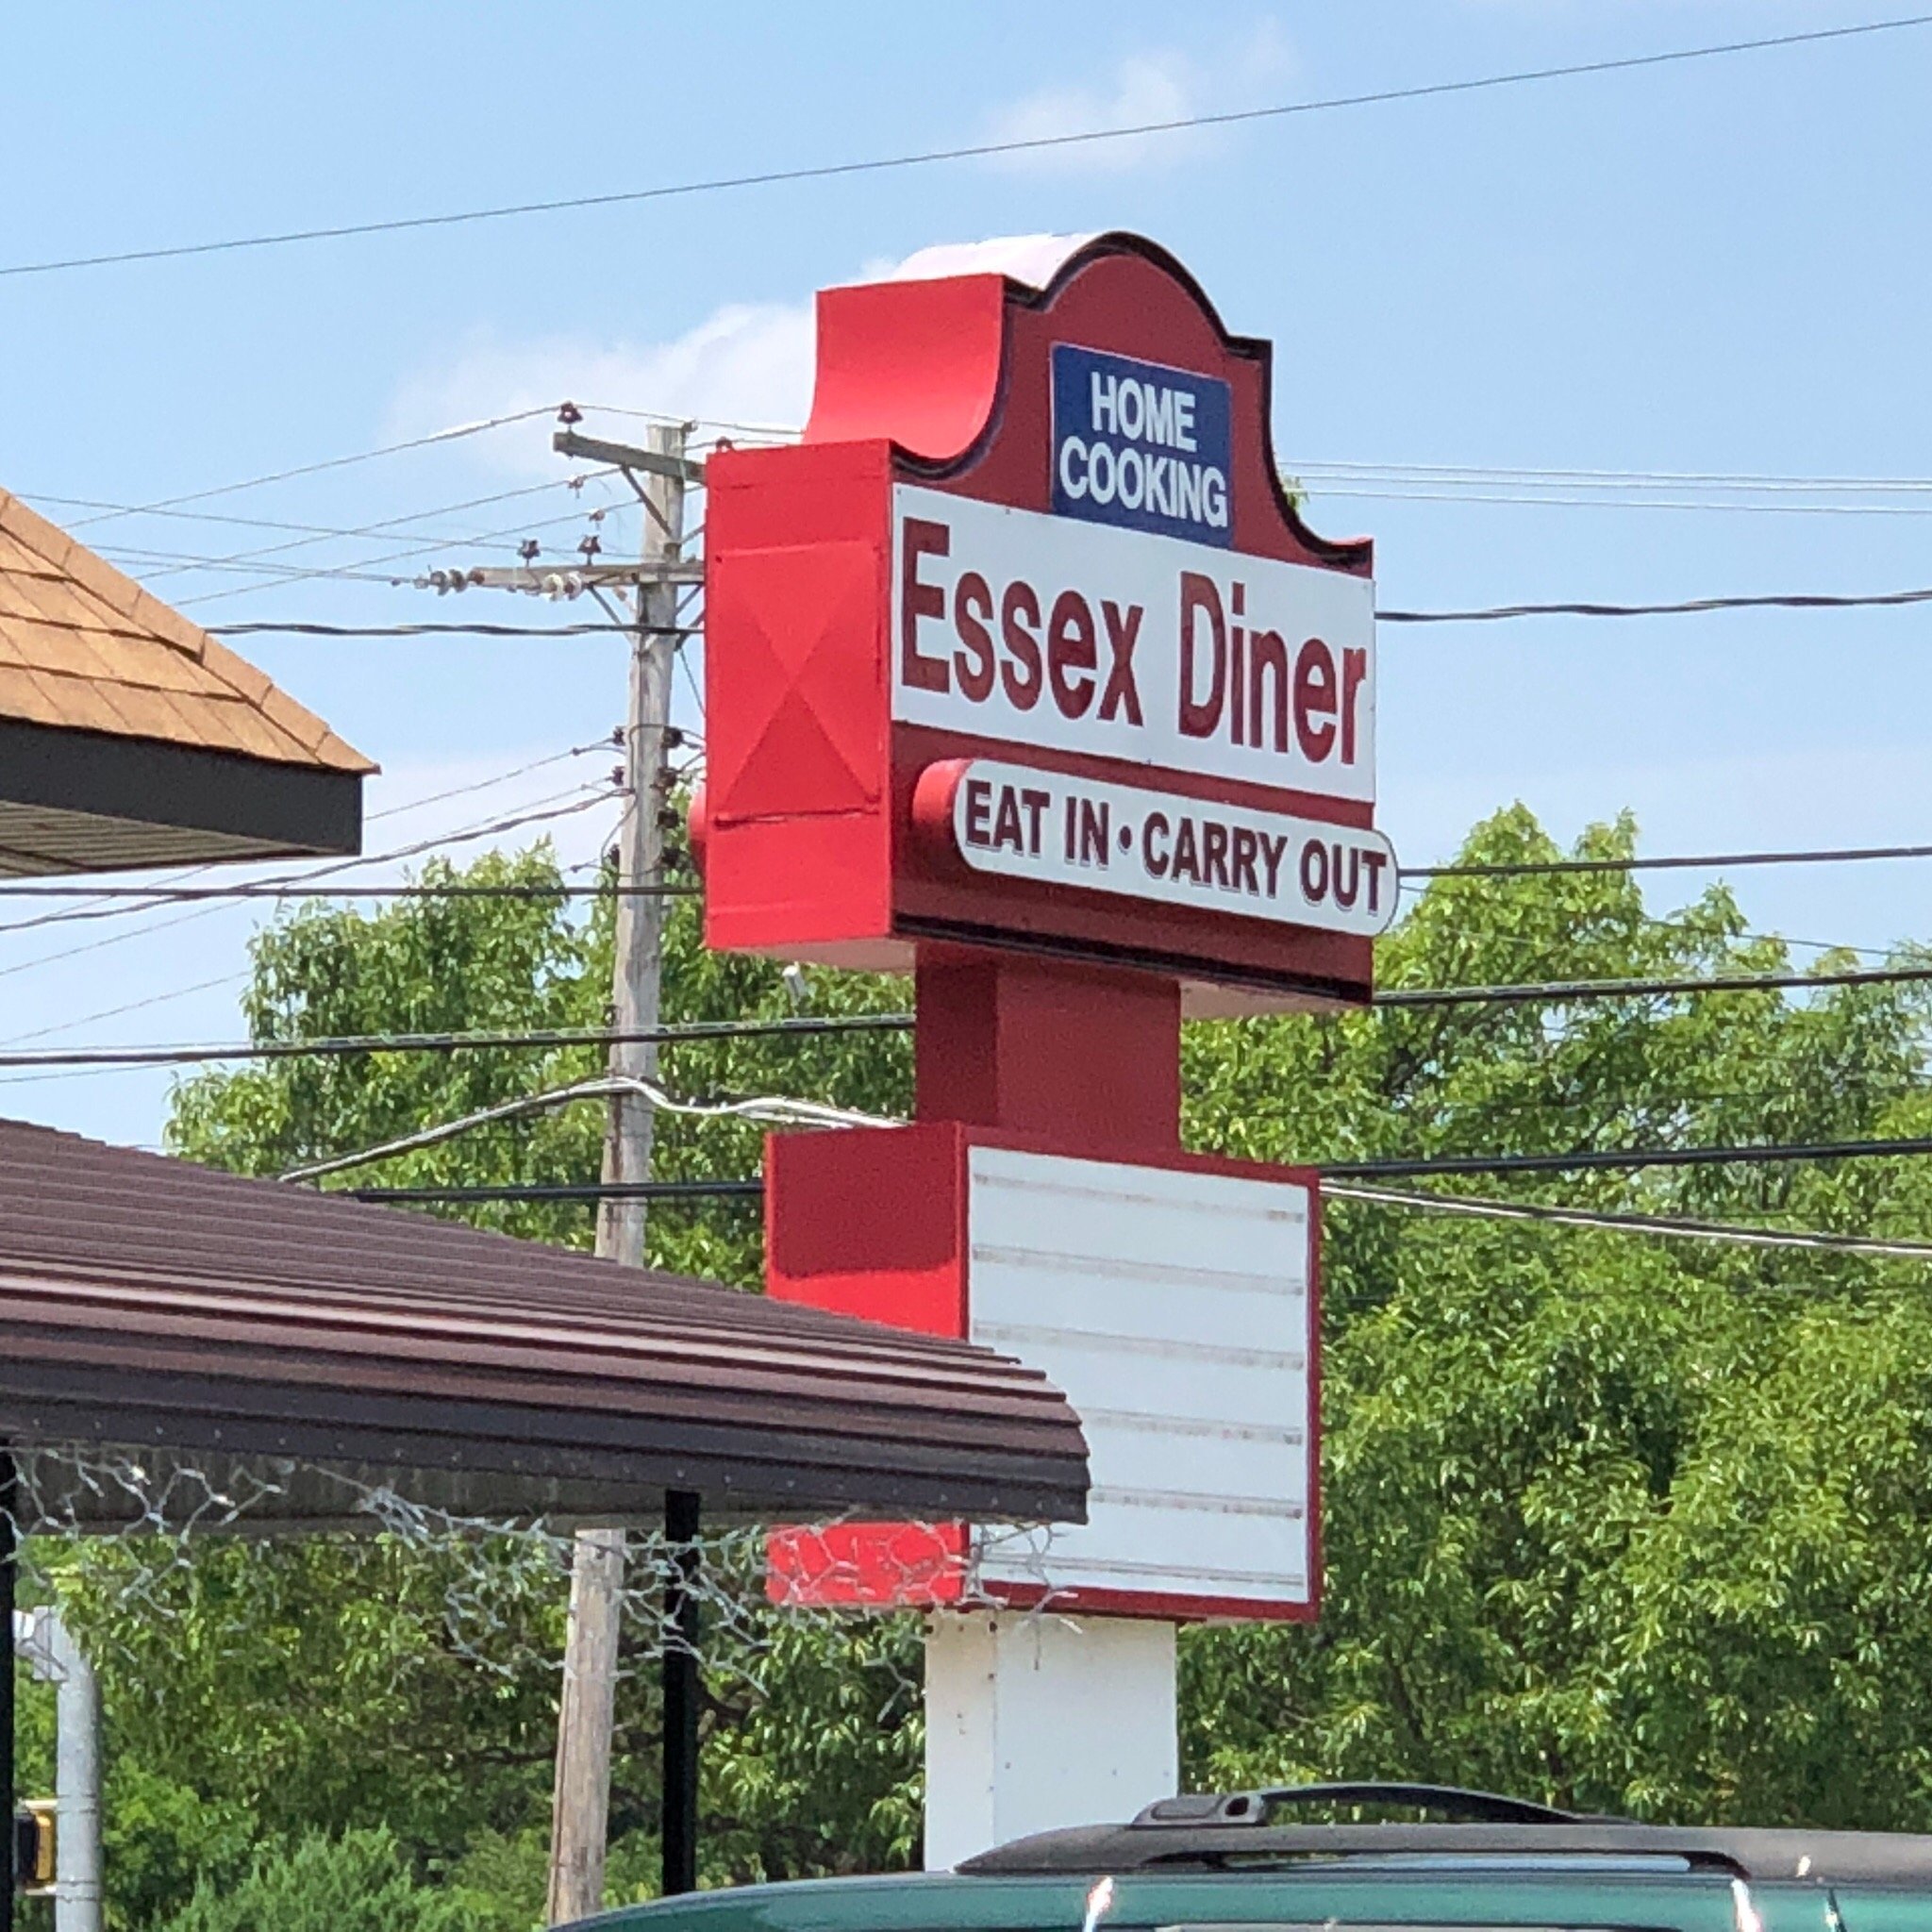 HOME
COOKING
Essex Diner
EAT IN • CARRY OUT